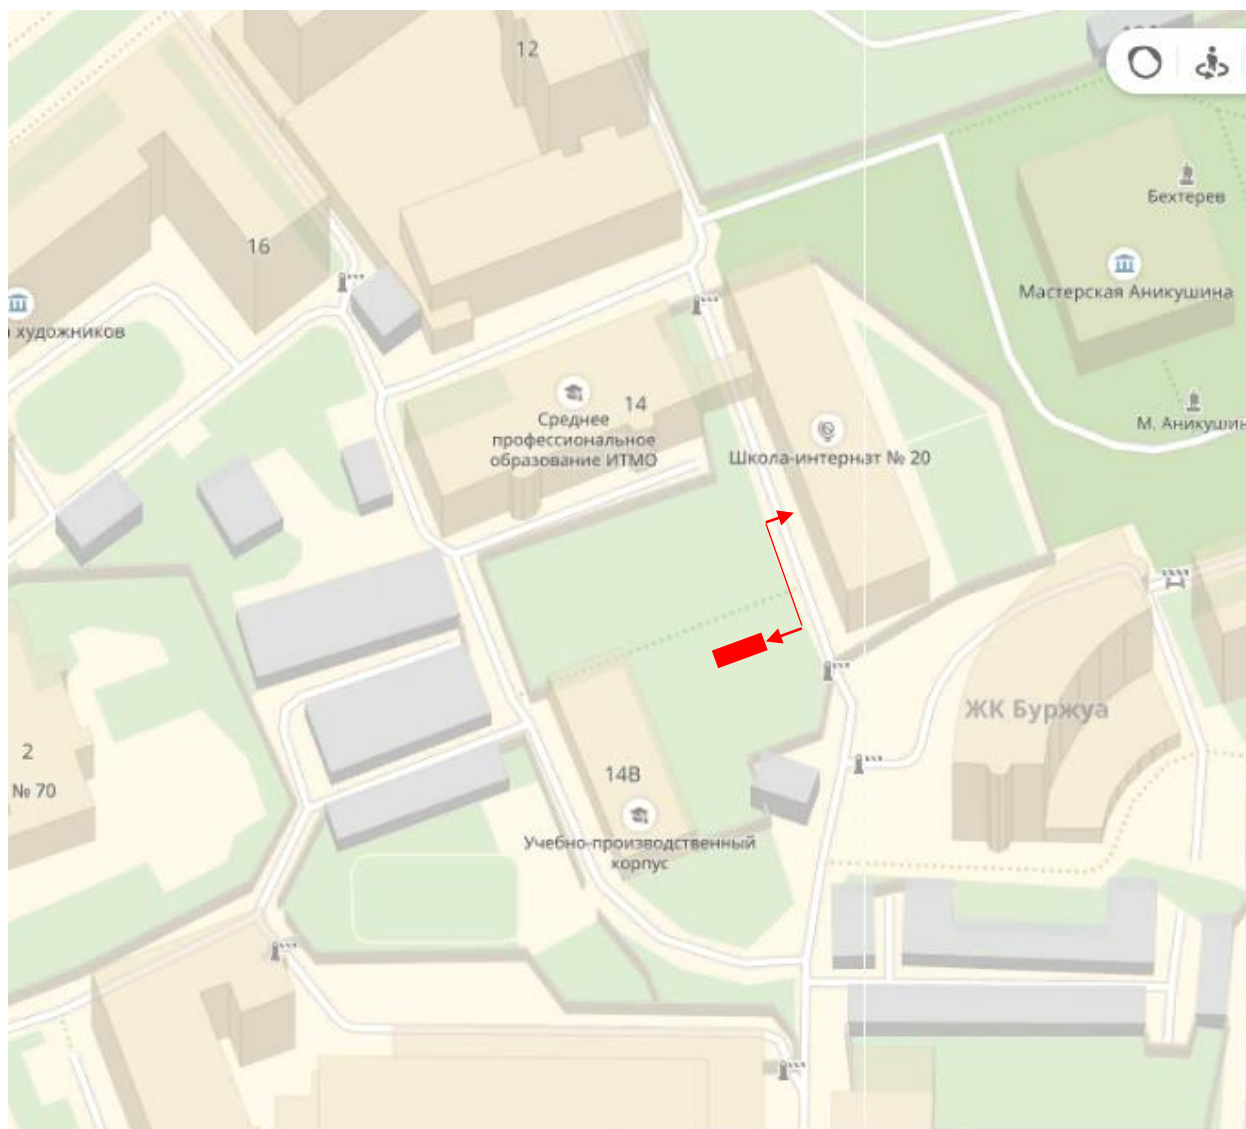 12
Бехтерев
16
Мастерская Аникушина
художников
14
Среднее
профессиональное
образование ИТМО
М. Аникушин
Школа-интернат № 20
ЖК Буржуа
2
№ 70
14В
Учебно-производственный
корпус